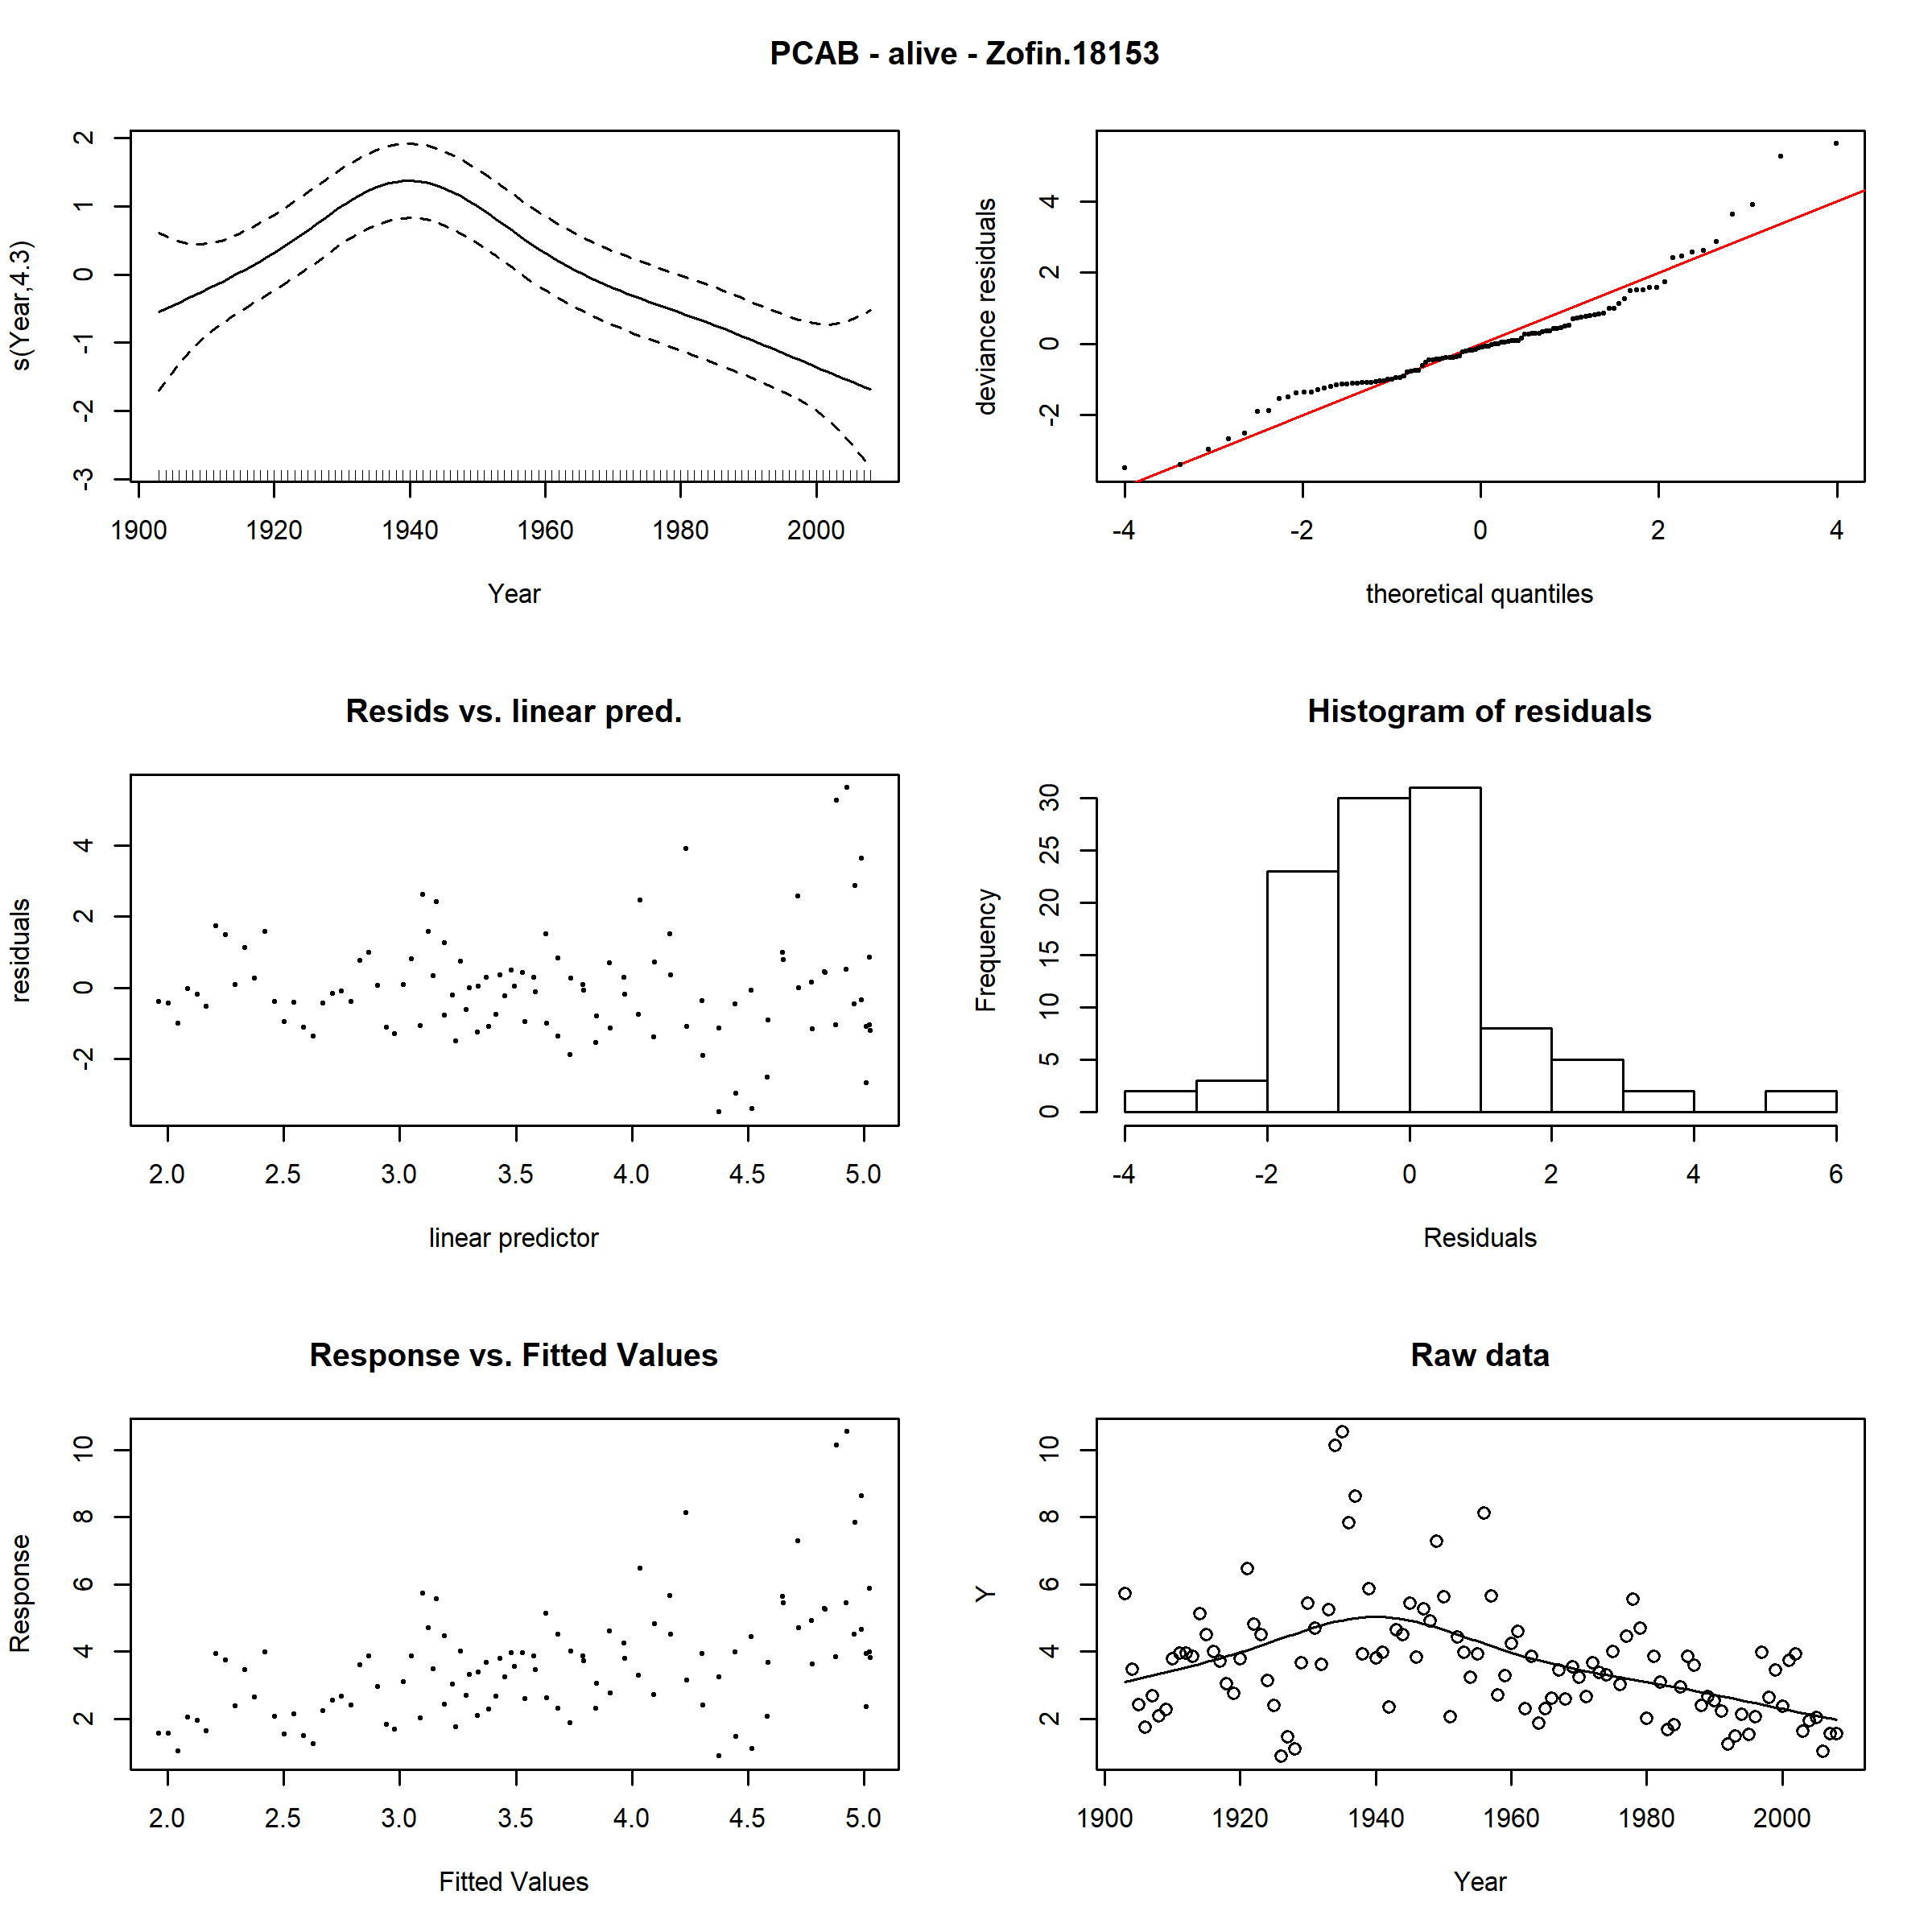 PCAB - alive - Zofin.18153
s(Year,4.3)
2
1
0
-1
-2
-3
1900 1920 1940 1960 1980 2000
Year
deviance residuals
4
2
0
-2
-4 -2 0 2 4
theoretical quantiles
Resids vs. linear pred.
residuals
4
2
0
-2
2.0 2.5 3.0 3.5 4.0 4.5 5.0
linear predictor
Histogram of residuals
Frequency
30
25
20
15
10
5
0
-4 -2 0 2 4 6
Residuals
Response vs. Fitted Values
Response
10
8
6
4
2
2.0 2.5 3.0 3.5 4.0 4.5 5.0
Fitted Values
Raw data
Y
10
8
6
4
2
1900 1920 1940 1960 1980 2000
Year